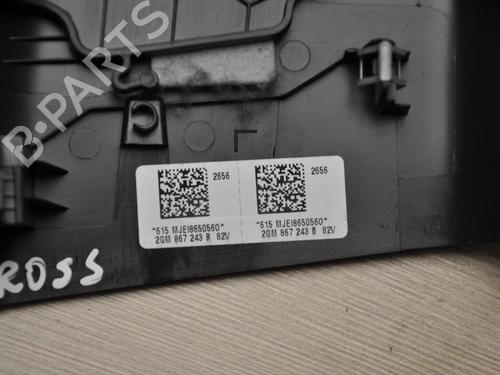 B-PARTS
2656 2656
*615 MJEI8650560* *615 MJEI8650560*
2GM 867 243 B 82V 2GM 867 243 B 82V
ROSS